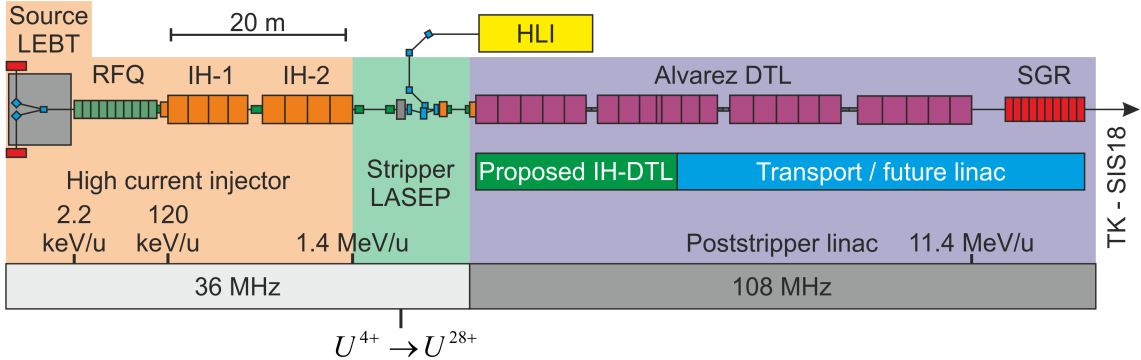 Source
LEBT
20 m
HLI
RFQ
IH-1
IH-2
Alvarez DTL
SGR
High current injector
Stripper
LASEP
Proposed IH-DTL
Transport / future linac
TK - SIS18
2.2
keV/u
120
keV/u
1.4 MeV/u
Poststripper linac
11.4 MeV/u
36 MHz
108 MHz
U⁴⁺ → U²⁸⁺